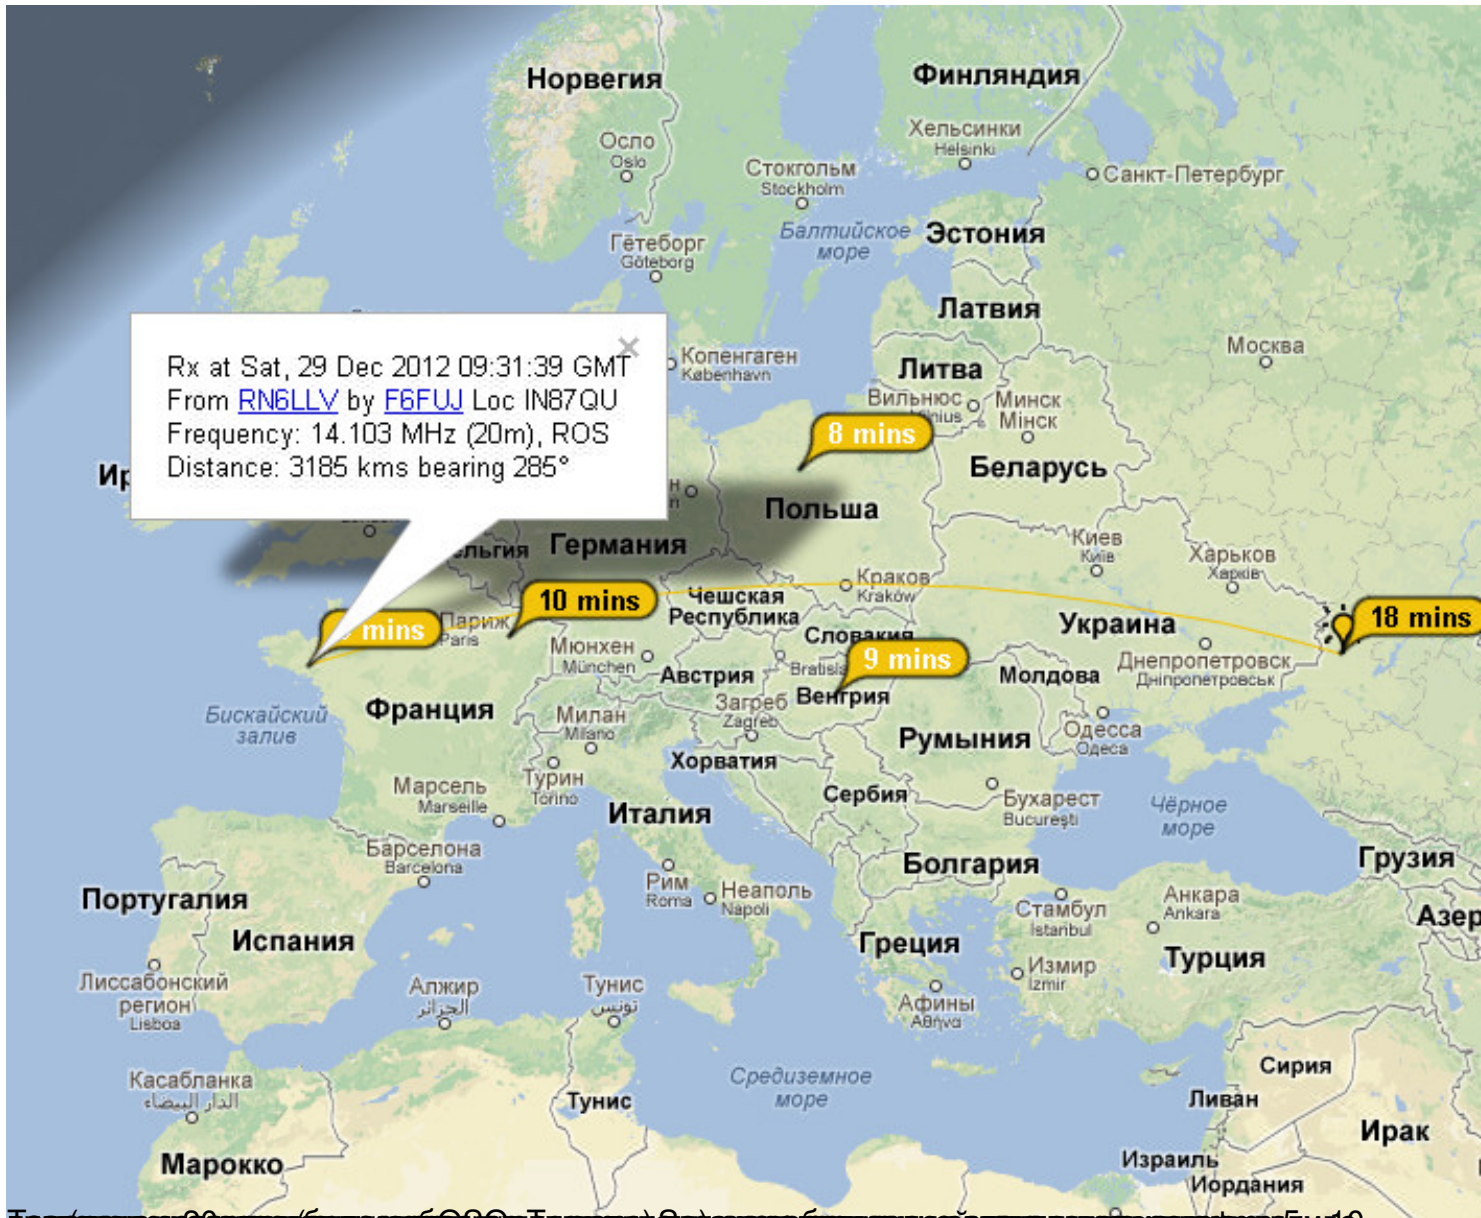 Норвегия
Финляндия
Осло
Oslo
Хельсинки
Helsinki
Стокгольм
Stockholm
Санкт-Петербург
Гётеборг
Göteborg
Балтийское
море
Эстония
Латвия
Москва
Rx at Sat, 29 Dec 2012 09:31:39 GMT
From RN6LLV by F6FUJ Loc IN87QU
Frequency: 14.103 MHz (20m), ROS
Distance: 3185 kms bearing 285°
Копенгаген
København
Литва
Вильнюс
Минск
Мінск
8 mins
Беларусь
Польша
Германия
Киев
Київ
Харьков
Харків
Краков
Kraków
10 mins
Чешская
Республика
Париж
Paris
mins
18 mins
Украина
Словакия
Мюнхен
München
9 mins
Австрия
Молдова
Днепропетровск
Дніпропетровськ
Венгрия
Загреб
Zagreb
Бискайский
залив
Франция
Милан
Milano
Румыния
Одесса
Одеса
Хорватия
Турин
Torino
Марсель
Marseille
Сербия
Бухарест
București
Чёрное
море
Италия
Барселона
Barcelona
Болгария
Грузия
Рим
Roma
Неаполь
Napoli
Португалия
Стамбул
İstanbul
Анкара
Ankara
Испания
Греция
Турция
Измир
İzmir
Лиссабонский
регион
Lisboa
Алжир
الجزائر
Тунис
تونس
Афины
Αθήνα
Средиземное
море
Сирия
Касабланка
الدار البيضاء
Тунис
Ливан
Ирак
Марокко
Израиль
Иордания